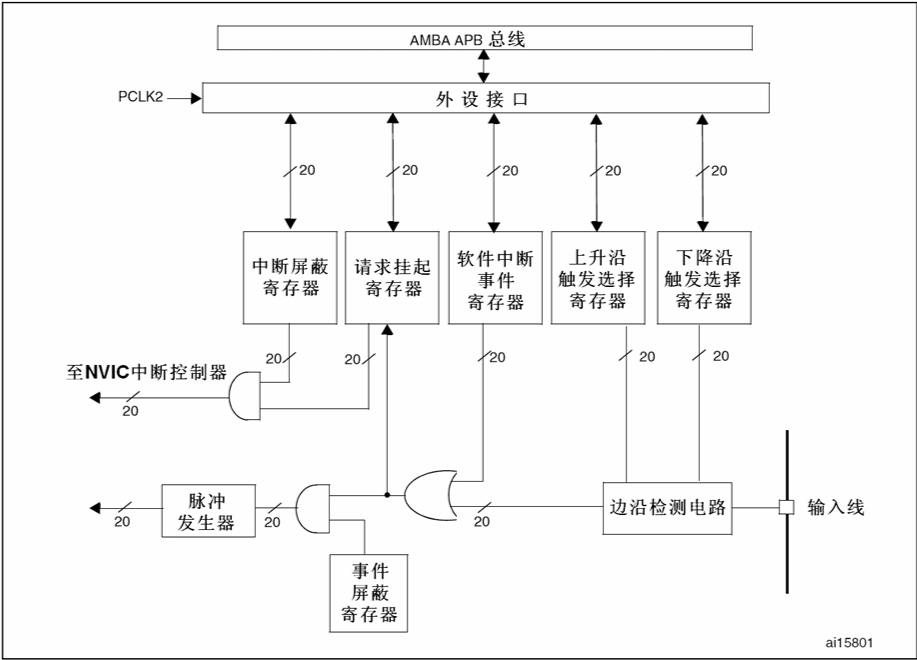 AMBA APB 总线
PCLK2
外设接口
20 20 20 20 20
中断屏蔽
寄存器
请求挂起
寄存器
软件中断
事件
寄存器
上升沿
触发选择
寄存器
下降沿
触发选择
寄存器
20 20 20 20 20
至NVIC中断控制器
20
边沿检测电路
输入线
脉冲
发生器
20 20 20
事件
屏蔽
寄存器
ai15801